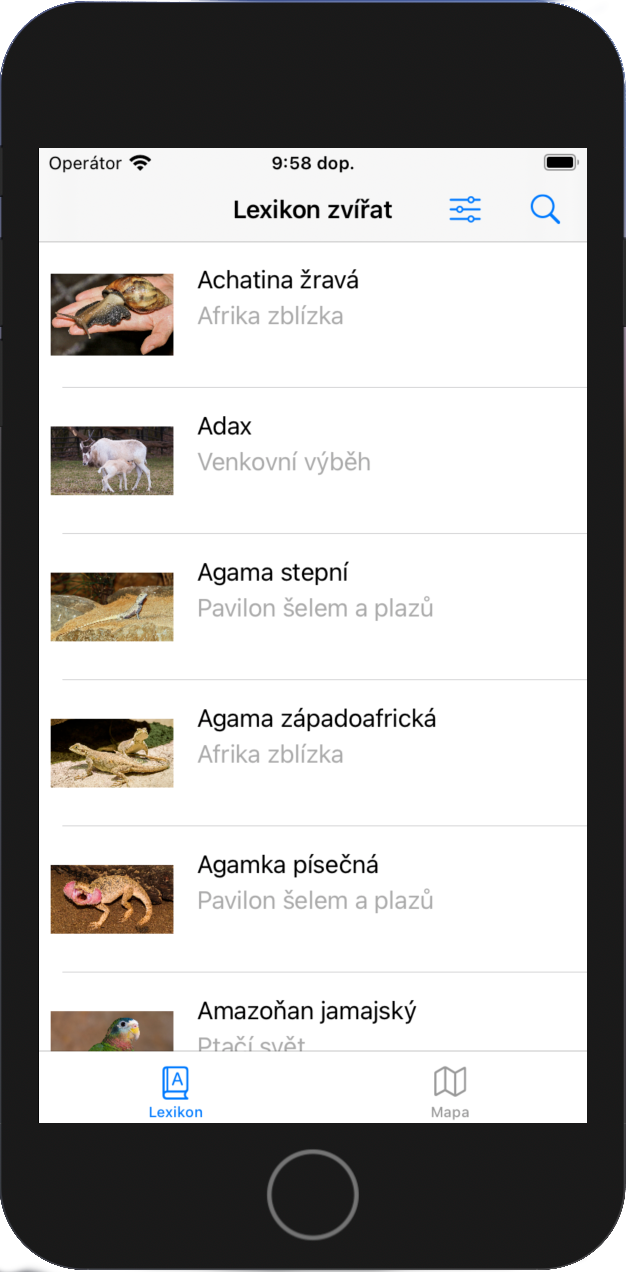 Operátor 9:58 dop.
Lexikon zvířat
Achatina žravá
Afrika zblízka
Adax
Venkovní výběh
Agama stepní
Pavilon šelem a plazů
Agama západoafrická
Afrika zblízka
Agamka písečná
Pavilon šelem a plazů
Amazoňan jamajský
Ptačí svět
A
Lexikon Mapa